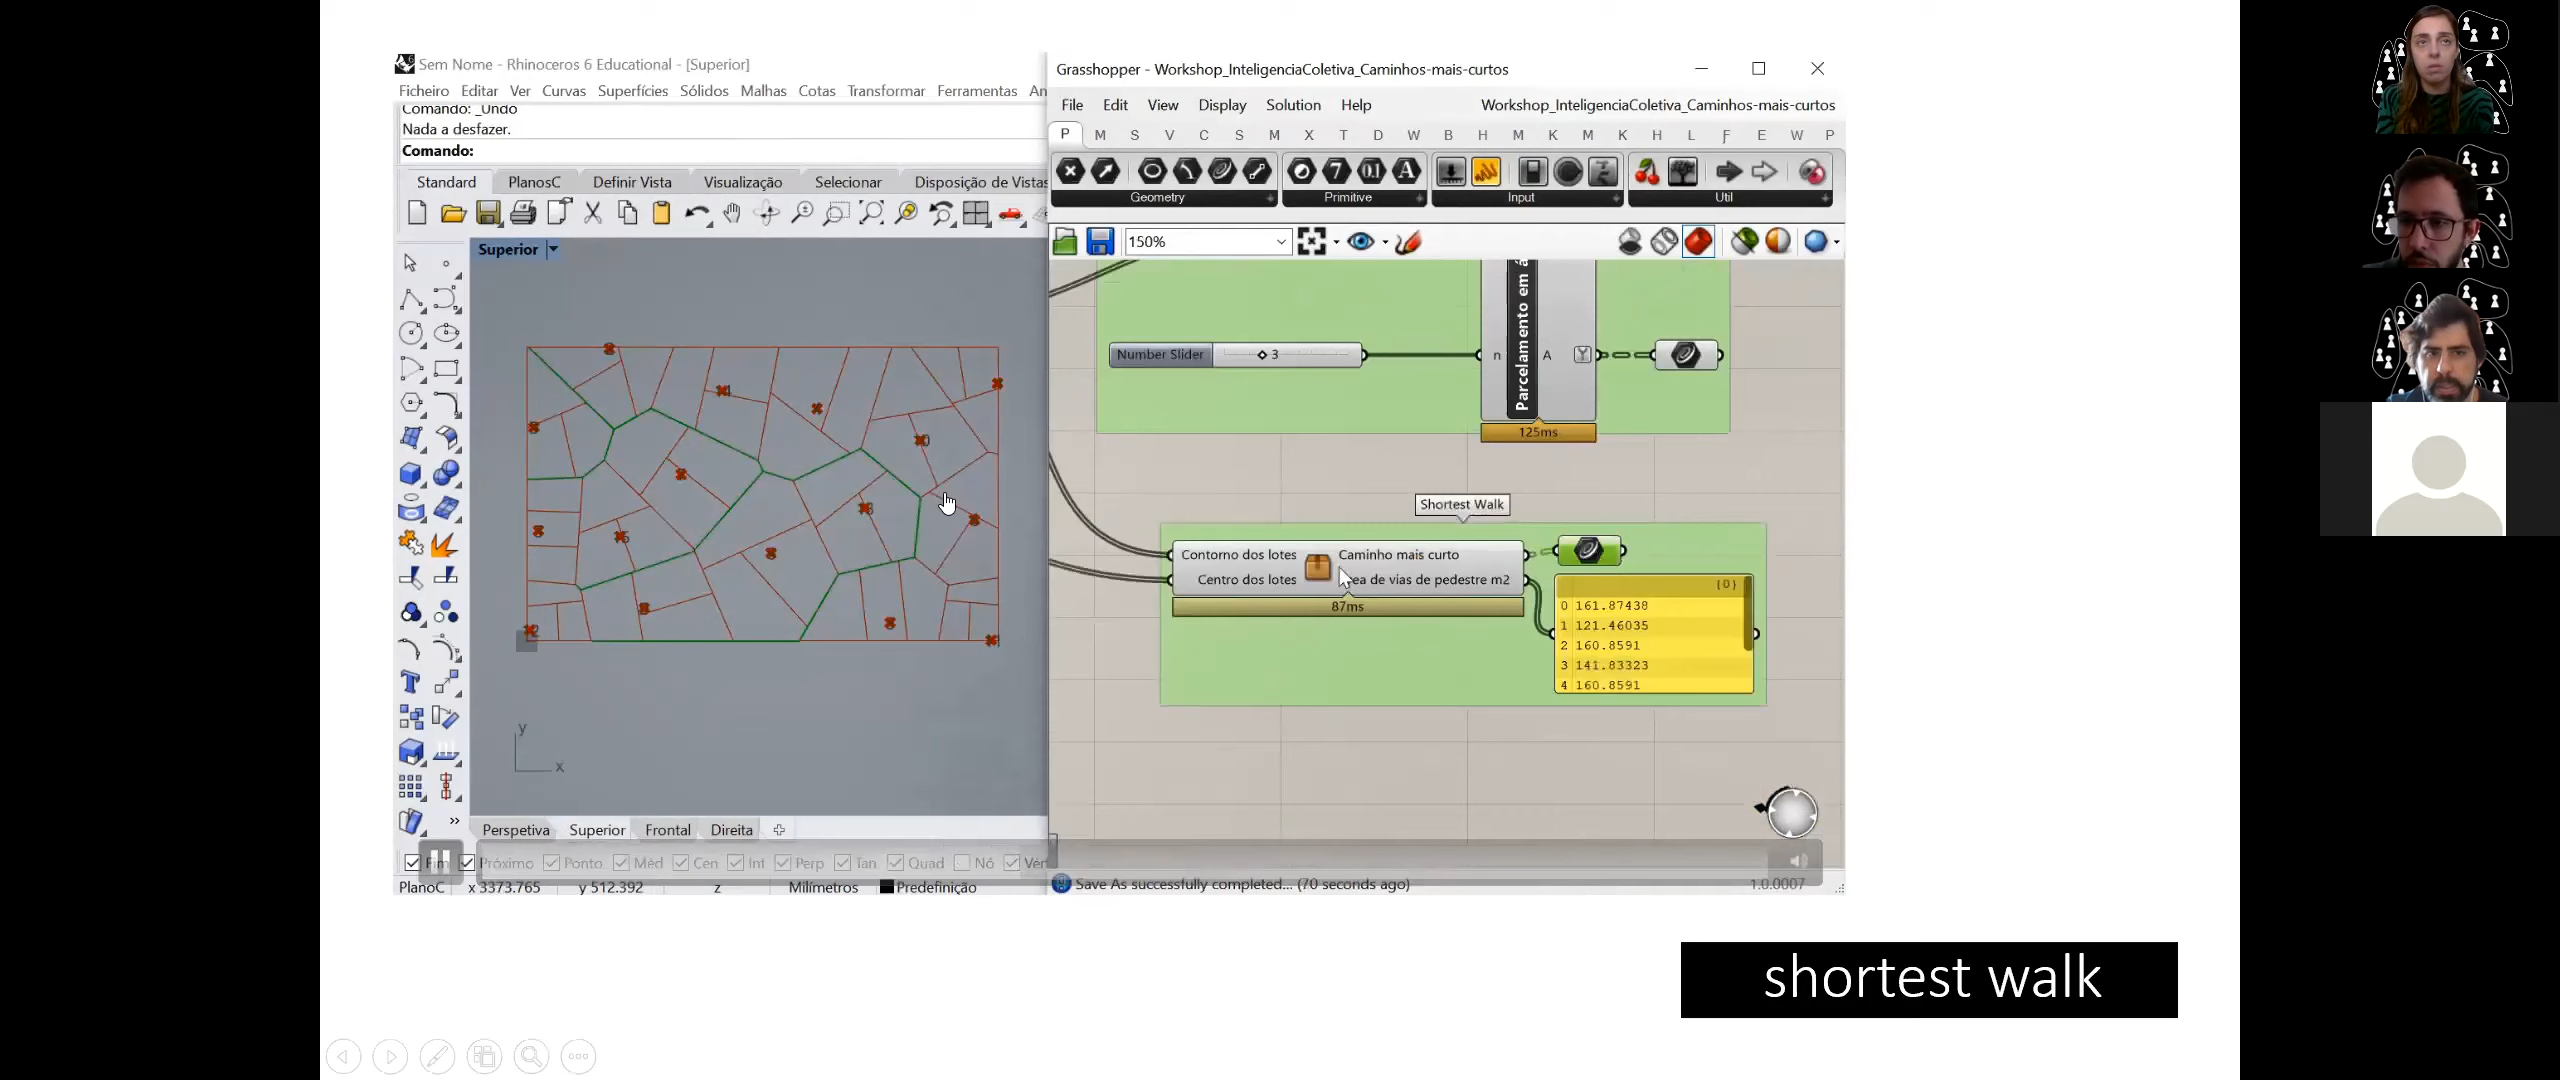 Sem Nome - Rhinoceros 6 Educational - [Superior]
Ficheiro Editar Ver Curvas Superfícies Sólidos Malhas Cotas Transformar Ferramentas An
Comando: _Undo
Nada a desfazer.
Comando:
Standard PlanosC Definir Vista Visualização Selecionar Disposição de Vistas
Superior
y
x
Perspetiva Superior Frontal Direita
Fim Próximo Ponto Méd Cen Int Perp Tan Quad Nó Vért
PlanoC x 3373.765 y 512.392 z Milímetros Predefinição
Grasshopper - Workshop_InteligenciaColetiva_Caminhos-mais-curtos
File Edit View Display Solution Help Workshop_InteligenciaColetiva_Caminhos-mais-curtos
P M S V C S M X T D W B H M K M K H L F E W P
Geometry Primitive Input Util
150%
Number Slider 3
n Parcelamento em á A
125ms
Shortest Walk
Contorno dos lotes Caminho mais curto
Centro dos lotes ea de vias de pedestre m2
87ms
{0}
0 161.87438
1 121.46035
2 160.8591
3 141.83323
4 160.8591
Save As successfully completed... (70 seconds ago) 1.0.0007
shortest walk